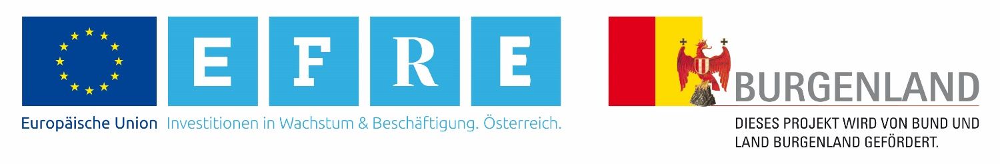 EFRE
Europäische Union Investitionen in Wachstum & Beschäftigung. Österreich.
BURGENLAND
DIESES PROJEKT WIRD VON BUND UND
LAND BURGENLAND GEFÖRDERT.